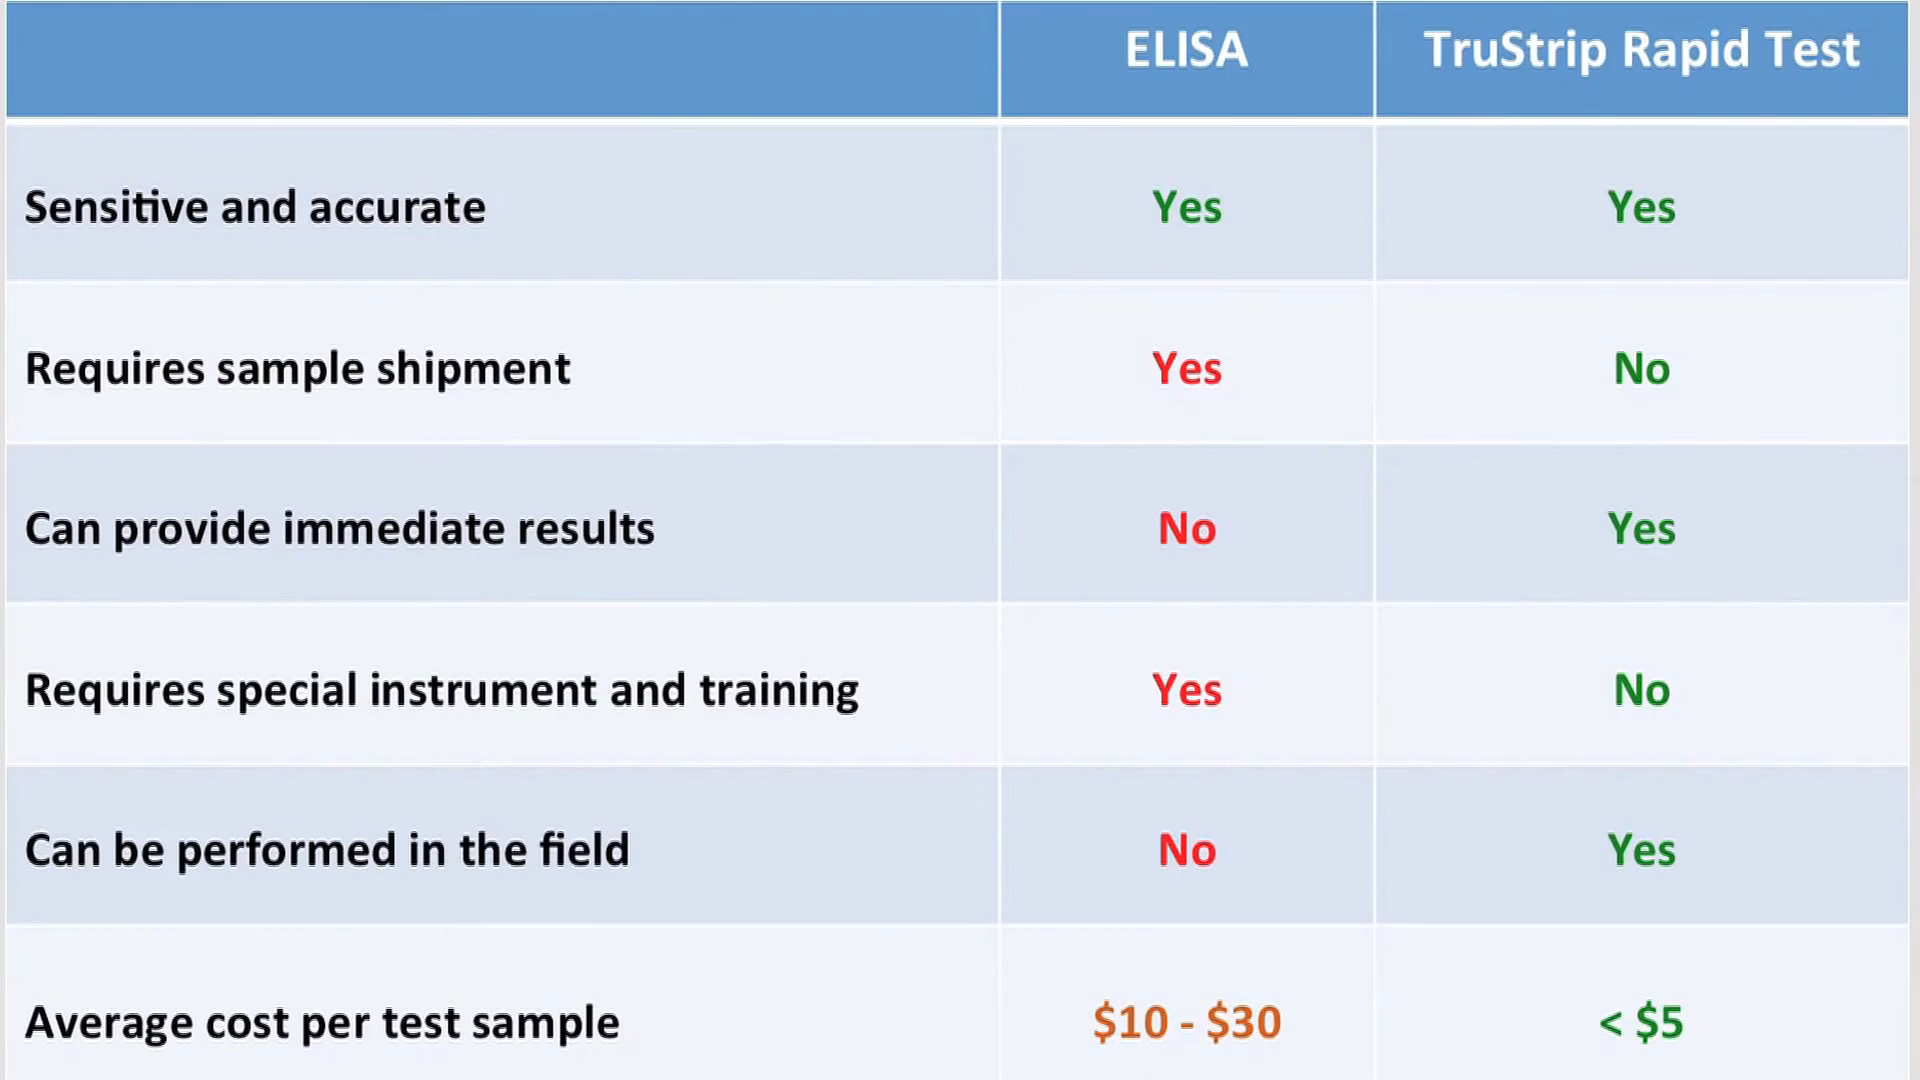 ELISA TruStrip Rapid Test
Sensitive and accurate Yes Yes
Requires sample shipment Yes No
Can provide immediate results No Yes
Requires special instrument and training Yes No
Can be performed in the field No Yes
Average cost per test sample $10 - $30 < $5